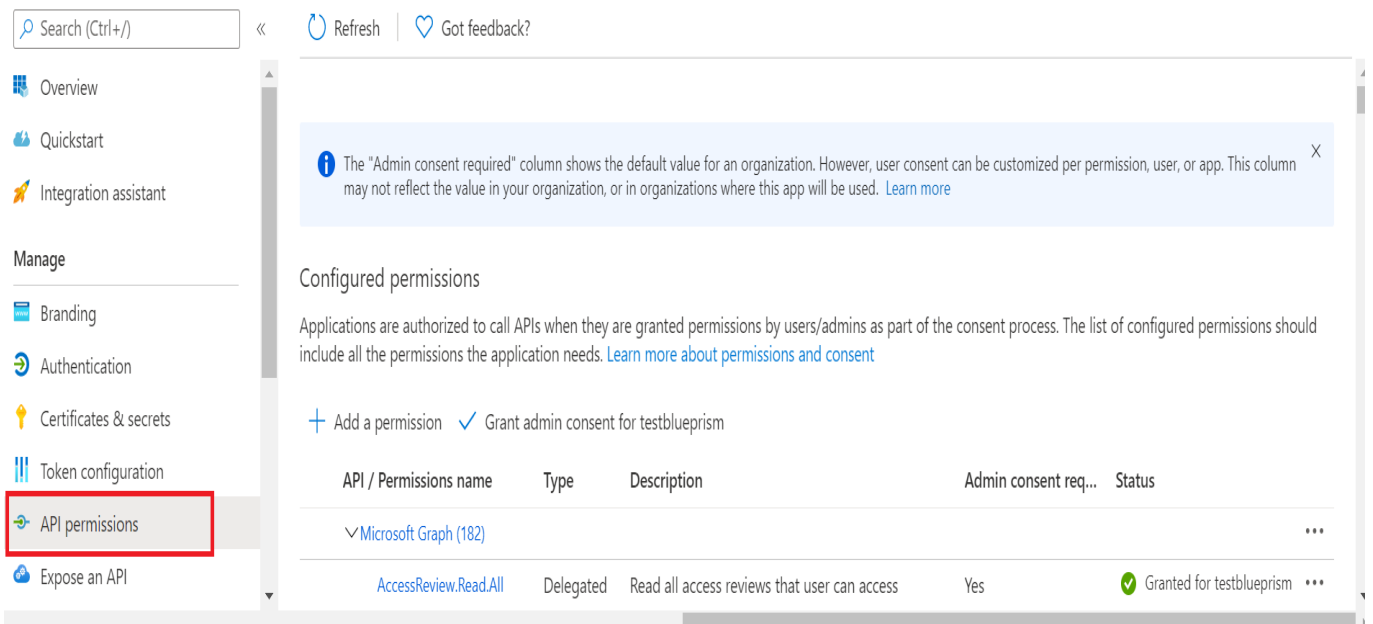 Search (Ctrl+/)
«
Refresh
Got feedback?
Overview
Quickstart
Integration assistant
Manage
Branding
Authentication
Certificates & secrets
Token configuration
API permissions
Expose an API
The "Admin consent required" column shows the default value for an organization. However, user consent can be customized per permission, user, or app. This column
may not reflect the value in your organization, or in organizations where this app will be used. Learn more
X
Configured permissions
Applications are authorized to call APIs when they are granted permissions by users/admins as part of the consent process. The list of configured permissions should
include all the permissions the application needs. Learn more about permissions and consent
Add a permission
Grant admin consent for testblueprism
API / Permissions name Type Description Admin consent req... Status
Microsoft Graph (182) •••
AccessReview.Read.All Delegated Read all access reviews that user can access Yes Granted for testblueprism •••